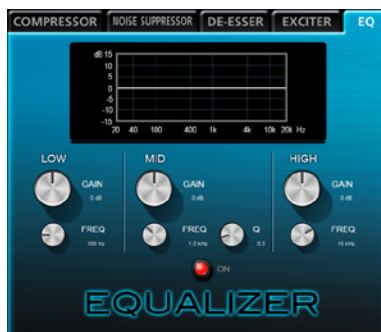 COMPRESSOR NOISE SUPPRESSOR DE-ESSER EXCITER EQ
dB 15
10
5
0
-5
-10
-15
20 40 100 400 1k 4k 10k 20k Hz
LOW MID HIGH
GAIN GAIN GAIN
0 dB 0 dB 0 dB
FREQ FREQ Q FREQ
100 Hz 1.0 kHz 0.5 10 kHz
ON
EQUALIZER